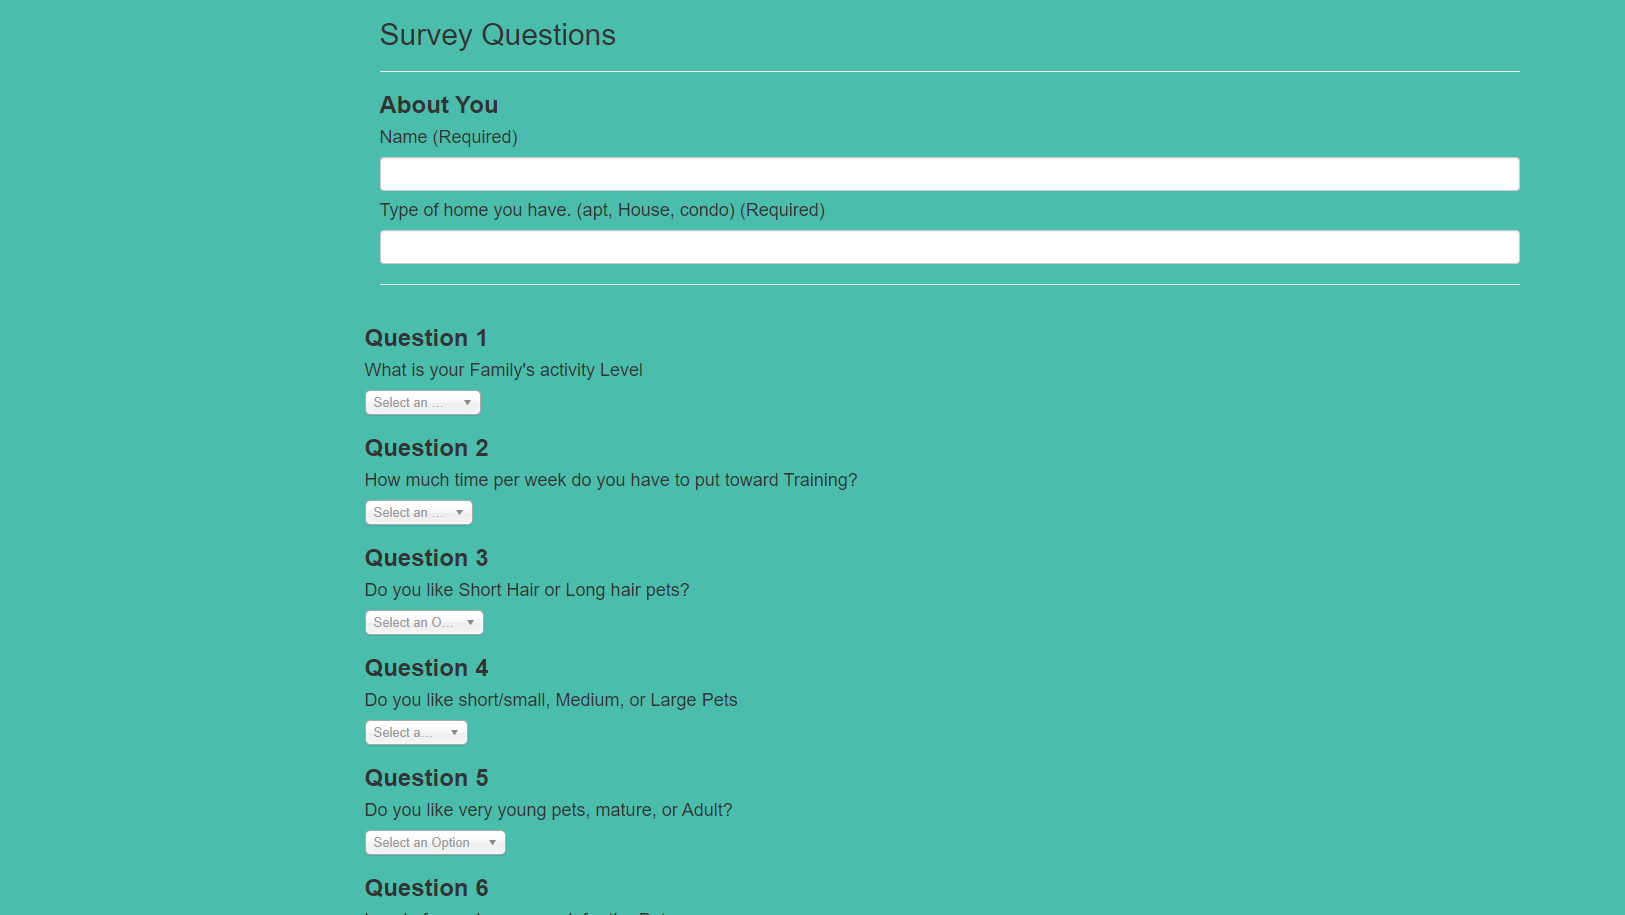 Survey Questions
About You
Name (Required)
Type of home you have. (apt, House, condo) (Required)
Question 1
What is your Family's activity Level
Select an ...
Question 2
How much time per week do you have to put toward Training?
Select an ...
Question 3
Do you like Short Hair or Long hair pets?
Select an O...
Question 4
Do you like short/small, Medium, or Large Pets
Select a...
Question 5
Do you like very young pets, mature, or Adult?
Select an Option
Question 6